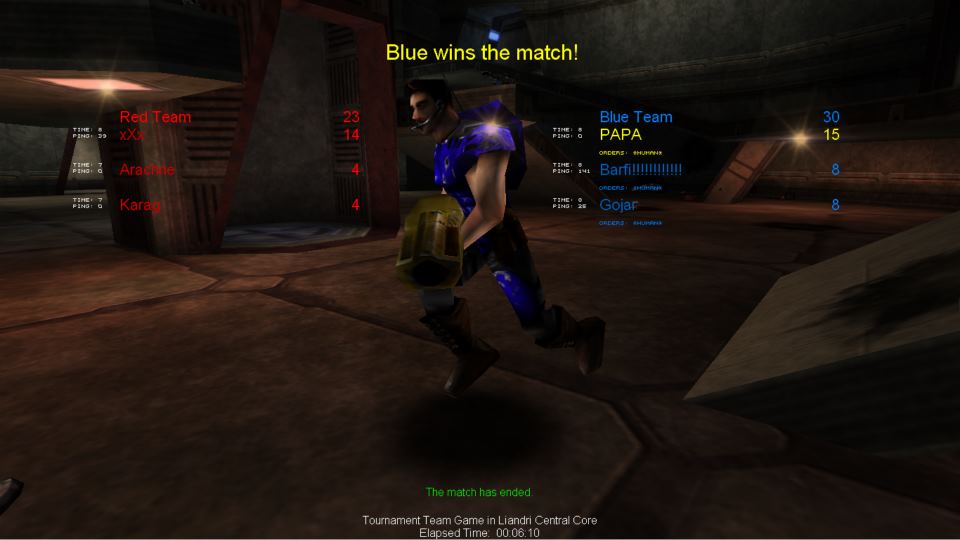 Blue wins the match!
Red Team 23
TIME: 8
PING: 39
xXx 14
TIME: 7
PING: 0
Arachne 4
TIME: 7
PING: 0
Karag 4
Blue Team 30
TIME: 8
PING: 0
PAPA 15
ORDERS: @HUMAN@
TIME: 8
PING: 141
Barfi!!!!!!!!!!!!! 8
ORDERS: @HUMAN@
TIME: 0
PING: 35
Gojar 8
ORDERS: @HUMAN@
The match has ended.
Tournament Team Game in Liandri Central Core
Elapsed Time: 00:06:10